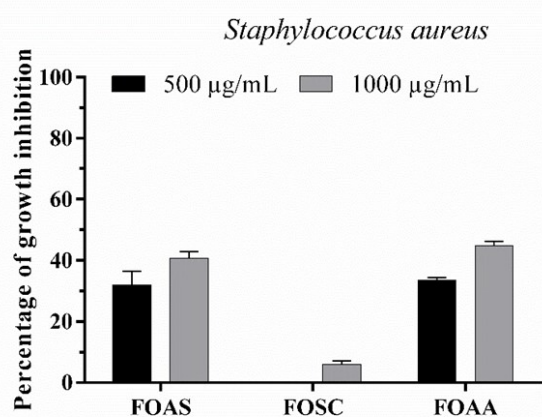 Staphylococcus aureus
500 µg/mL 1000 µg/mL
Percentage of growth inhibition
100
80
60
40
20
0
FOAS FOSC FOAA